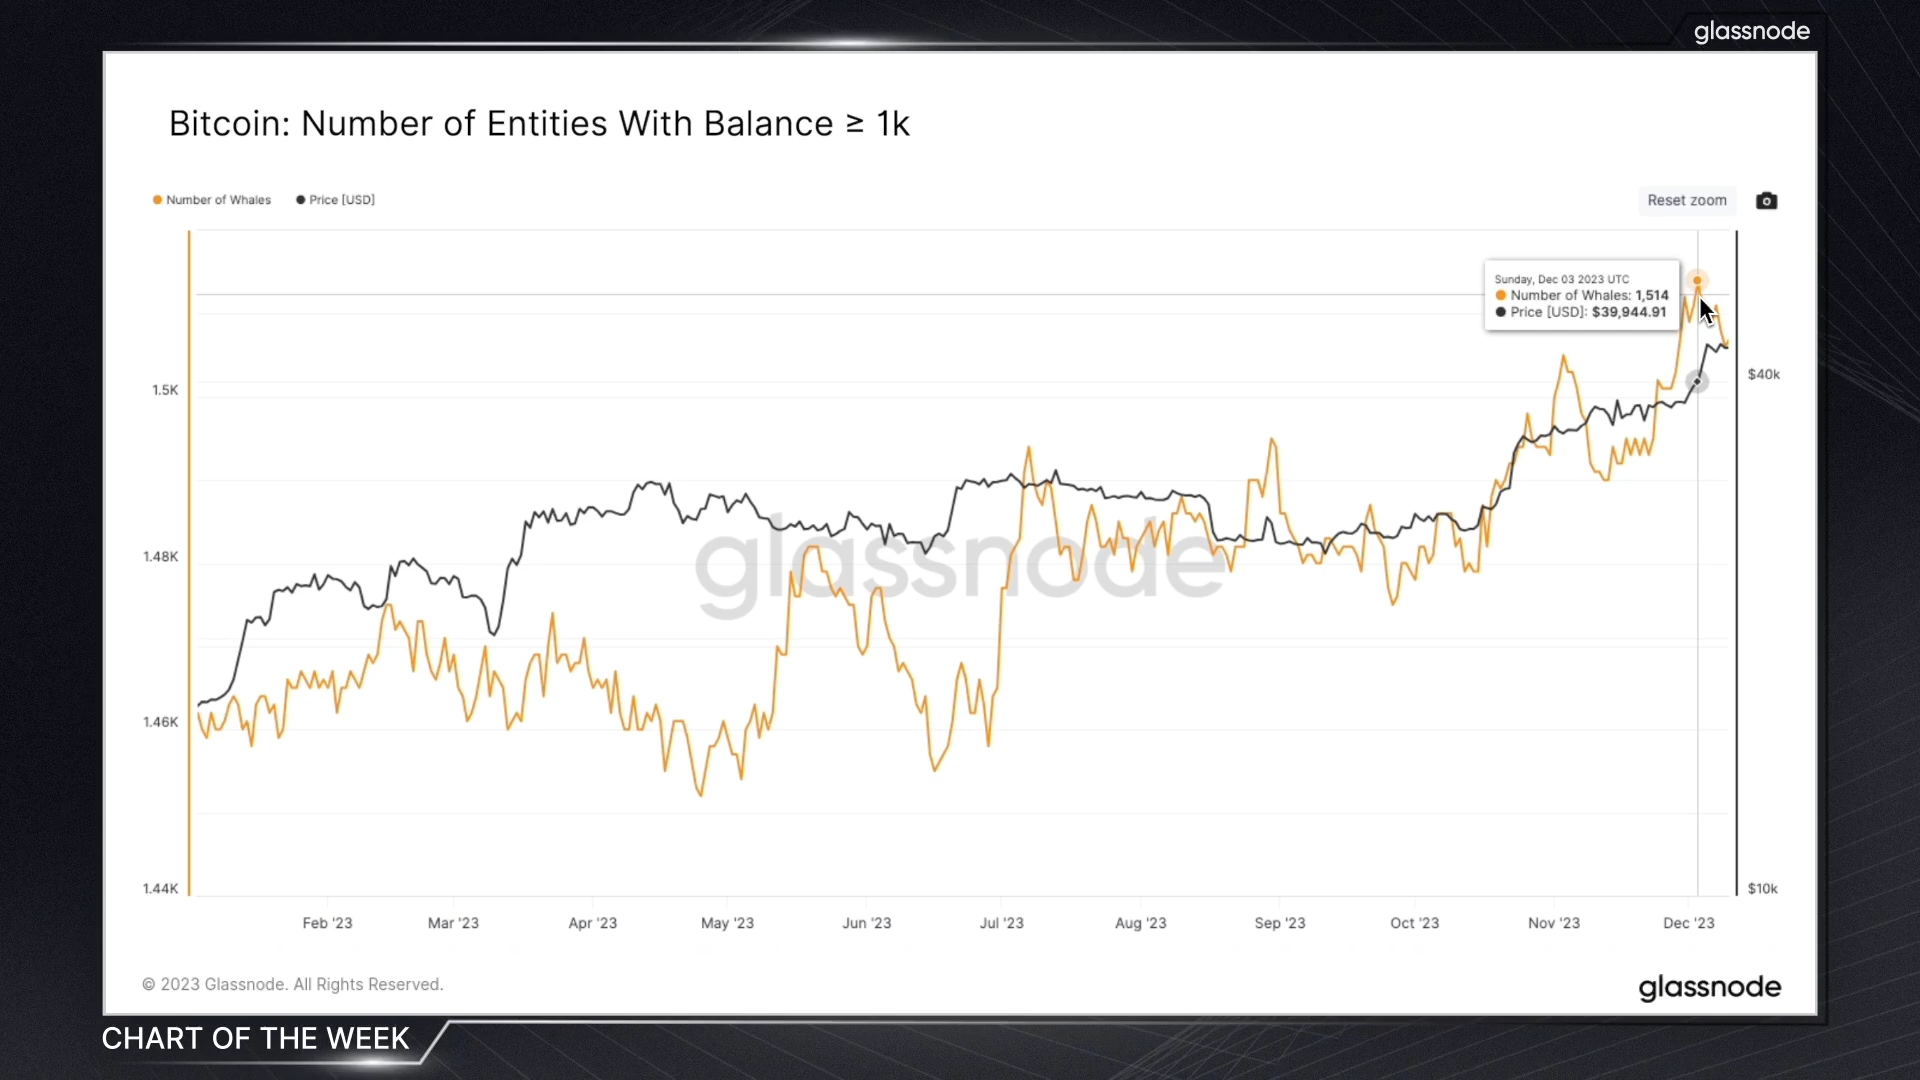 glassnode
Bitcoin: Number of Entities With Balance ≥ 1k
Number of Whales Price [USD]
Reset zoom
Sunday, Dec 03 2023 UTC
Number of Whales: 1,514
Price [USD]: $39,944.91
1.5K
1.48K
1.46K
1.44K
$40k
$10k
glassnode
Feb '23 Mar '23 Apr '23 May '23 Jun '23 Jul '23 Aug '23 Sep '23 Oct '23 Nov '23 Dec '23
© 2023 Glassnode. All Rights Reserved.
glassnode
CHART OF THE WEEK